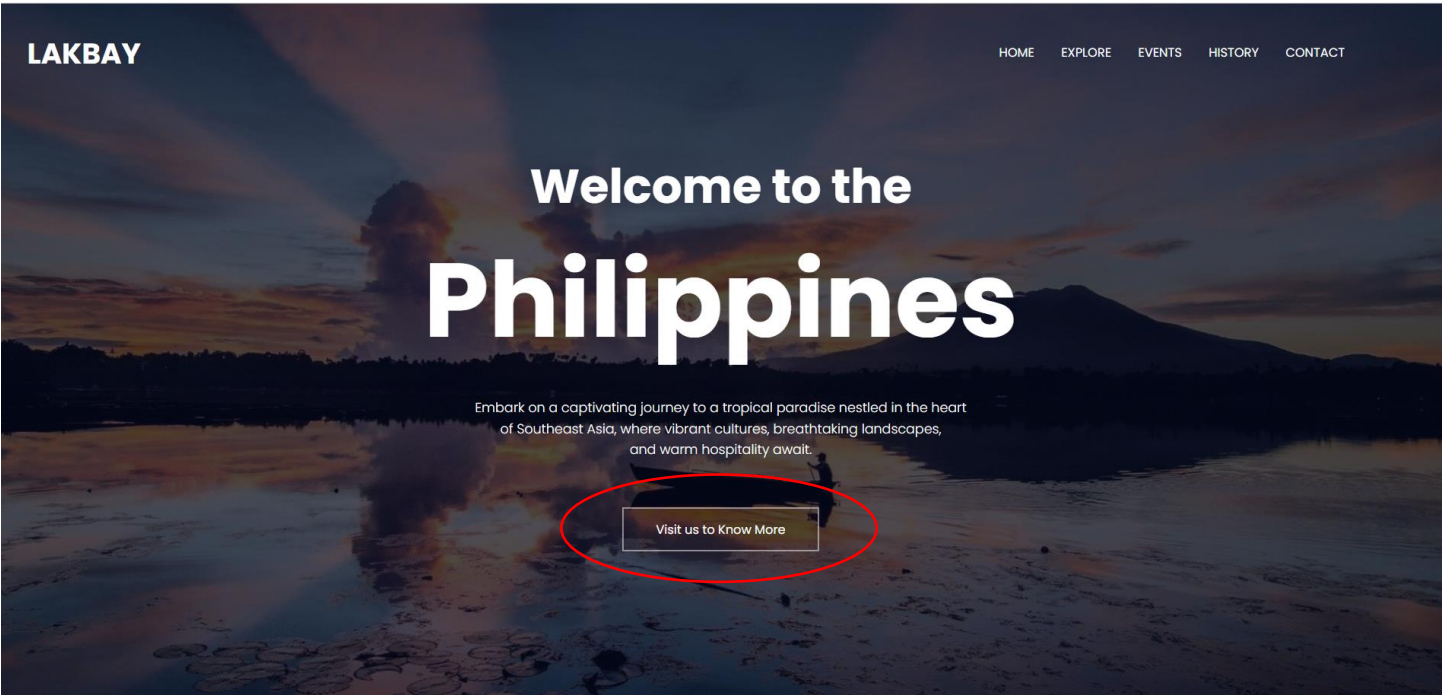 LAKBAY
HOME EXPLORE EVENTS HISTORY CONTACT
Welcome to the
Philippines
Embark on a captivating journey to a tropical paradise nestled in the heart
of Southeast Asia, where vibrant cultures, breathtaking landscapes,
and warm hospitality await.
Visit us to Know More